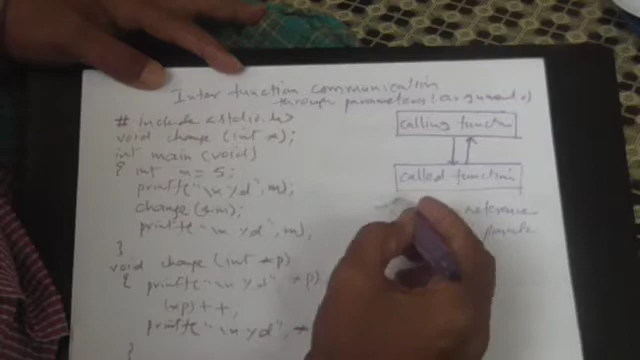 Inter function communication
through parameters (arguments)
# Include <stdio.h>
void change (int *);
int main (void)
{ int m = 5;
printf("\n %d", m);
change (&m);
printf("\n %d", m);
}
void change (int *p)
{ printf("\n %d" *p)
(*p)++;
printf("\n %d", *
}
calling function
called function
reference